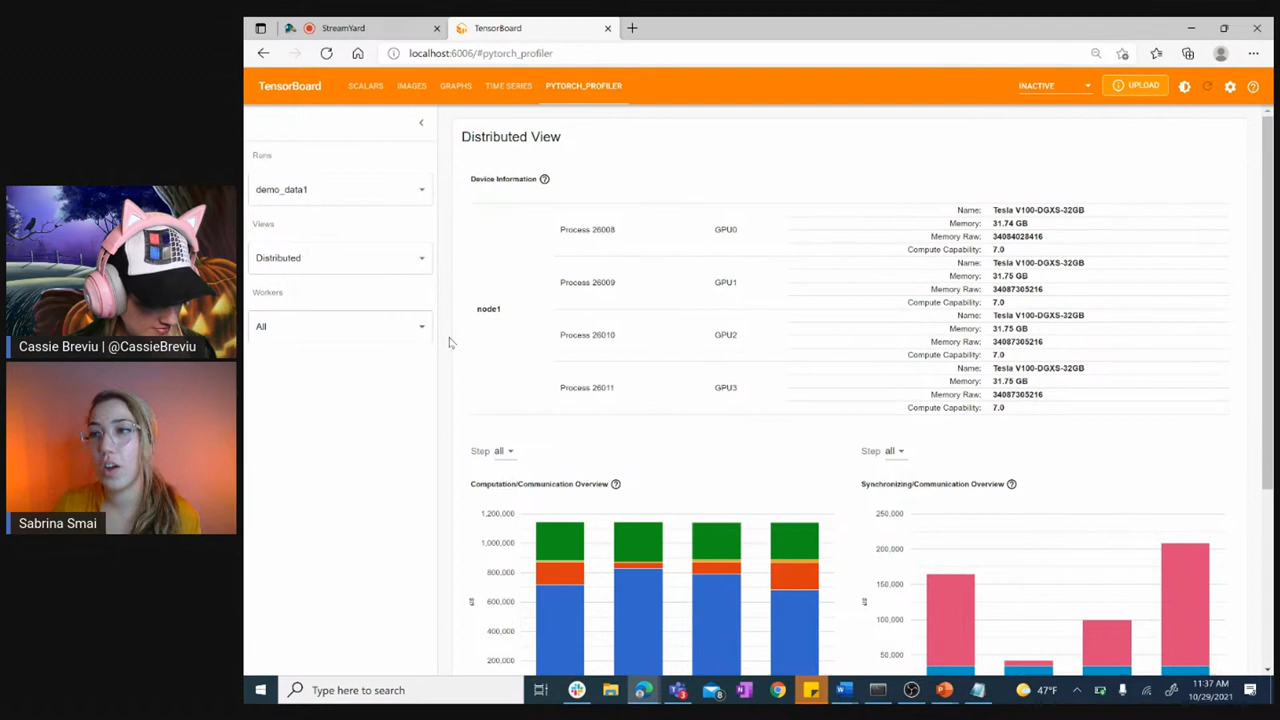 StreamYard
TensorBoard
localhost:6006/#pytorch_profiler
TensorBoard
SCALARS
IMAGES
GRAPHS
TIME SERIES
PYTORCH_PROFILER
INACTIVE
UPLOAD
Runs
demo_data1
Views
Distributed
Workers
All
Distributed View
Device Information
node1
Process 26008
GPU0
Name: Tesla V100-DGXS-32GB
Memory: 31.74 GB
Memory Raw: 34084028416
Compute Capability: 7.0
Process 26009
GPU1
Name: Tesla V100-DGXS-32GB
Memory: 31.75 GB
Memory Raw: 34087305216
Compute Capability: 7.0
Process 26010
GPU2
Name: Tesla V100-DGXS-32GB
Memory: 31.75 GB
Memory Raw: 34087305216
Compute Capability: 7.0
Process 26011
GPU3
Name: Tesla V100-DGXS-32GB
Memory: 31.75 GB
Memory Raw: 34087305216
Compute Capability: 7.0
Step all
Computation/Communication Overview
1,200,000
1,000,000
800,000
600,000
400,000
200,000
Step all
Synchronizing/Communication Overview
250,000
200,000
150,000
100,000
50,000
Cassie Breviu | @CassieBreviu
Sabrina Smai
Type here to search
8
47°F
11:37 AM
10/29/2021